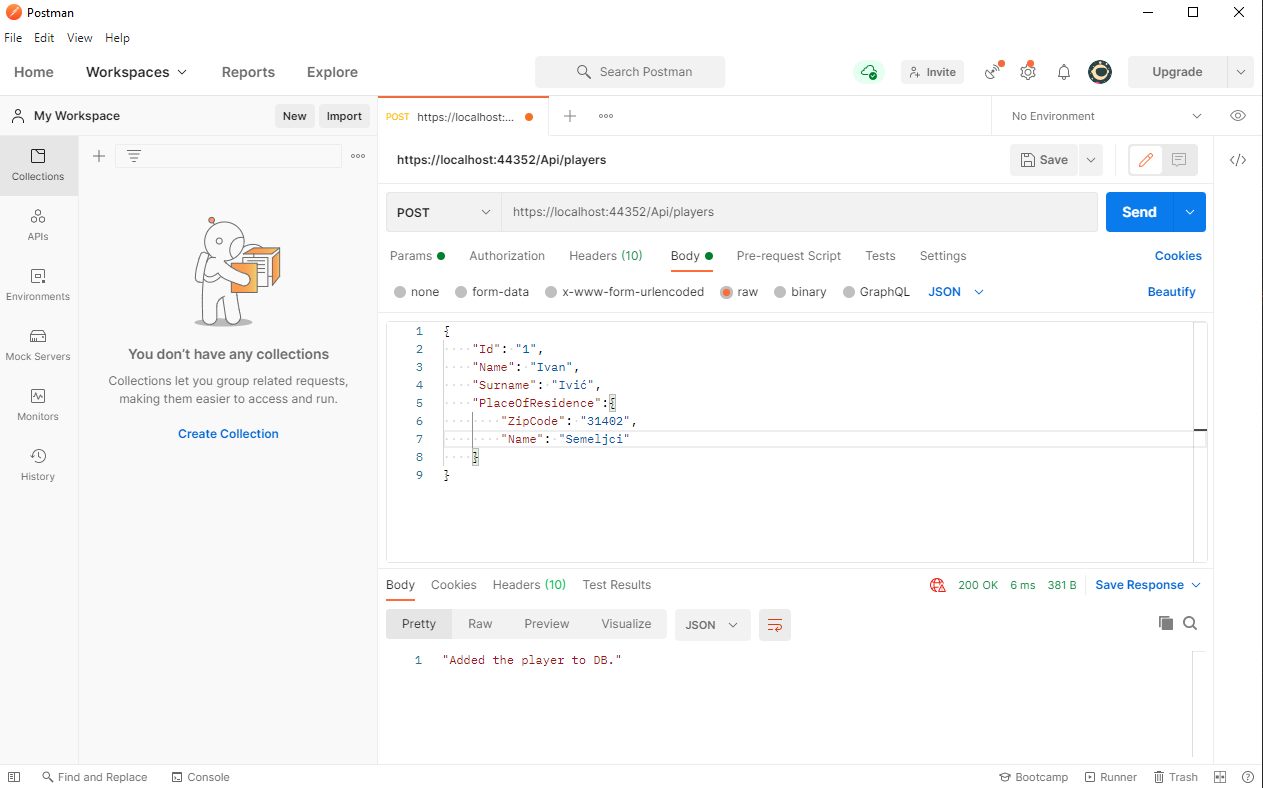 Postman
File Edit View Help
Home Workspaces Reports Explore Search Postman Invite Upgrade
My Workspace New Import
POST https://localhost:... No Environment
Collections
https://localhost:44352/Api/players Save
APIs
POST https://localhost:44352/Api/players Send
Environments
Params Authorization Headers (10) Body Pre-request Script Tests Settings Cookies
none form-data x-www-form-urlencoded raw binary GraphQL JSON Beautify
Mock Servers
Monitors
History
You don't have any collections
Collections let you group related requests,
making them easier to access and run.
Create Collection
1 {
2 "Id": "1",
3 "Name": "Ivan",
4 "Surname": "Ivić",
5 "PlaceOfResidence":{
6 "ZipCode": "31402",
7 "Name": "Semeljci"
8 }
9 }
Body Cookies Headers (10) Test Results 200 OK 6 ms 381 B Save Response
Pretty Raw Preview Visualize JSON
1 "Added the player to DB."
Find and Replace Console Bootcamp Runner Trash